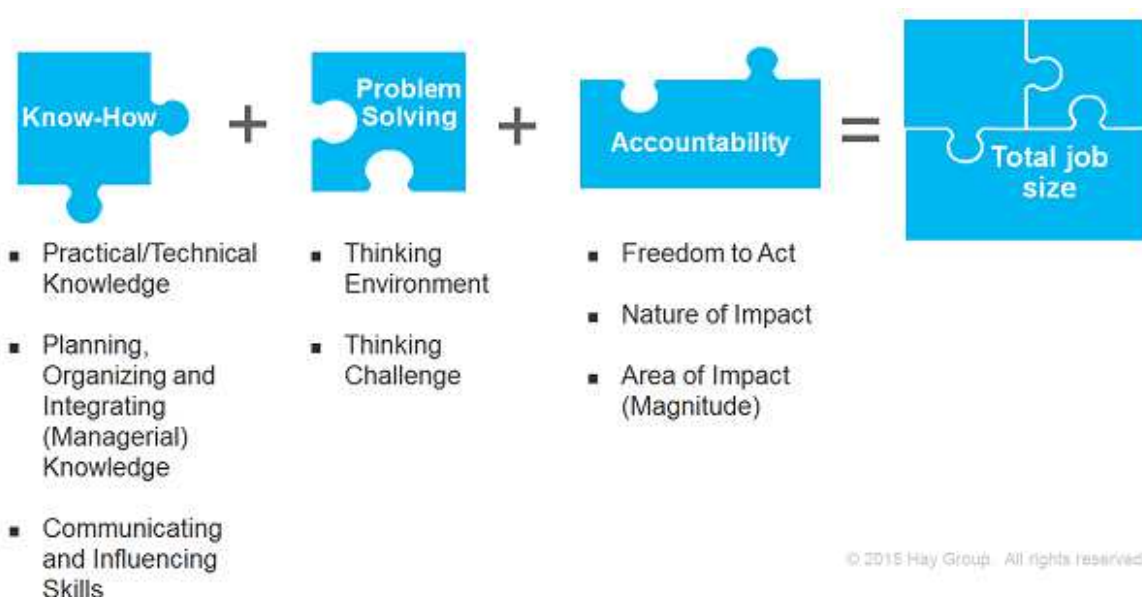 Know-How
+
Problem
Solving
+
Accountability
=
Total job
size
▪ Practical/Technical
Knowledge
▪ Planning,
Organizing and
Integrating
(Managerial)
Knowledge
▪ Communicating
and Influencing
Skills
▪ Thinking
Environment
▪ Thinking
Challenge
▪ Freedom to Act
▪ Nature of Impact
▪ Area of Impact
(Magnitude)
© 2015 Hay Group. All rights reserved